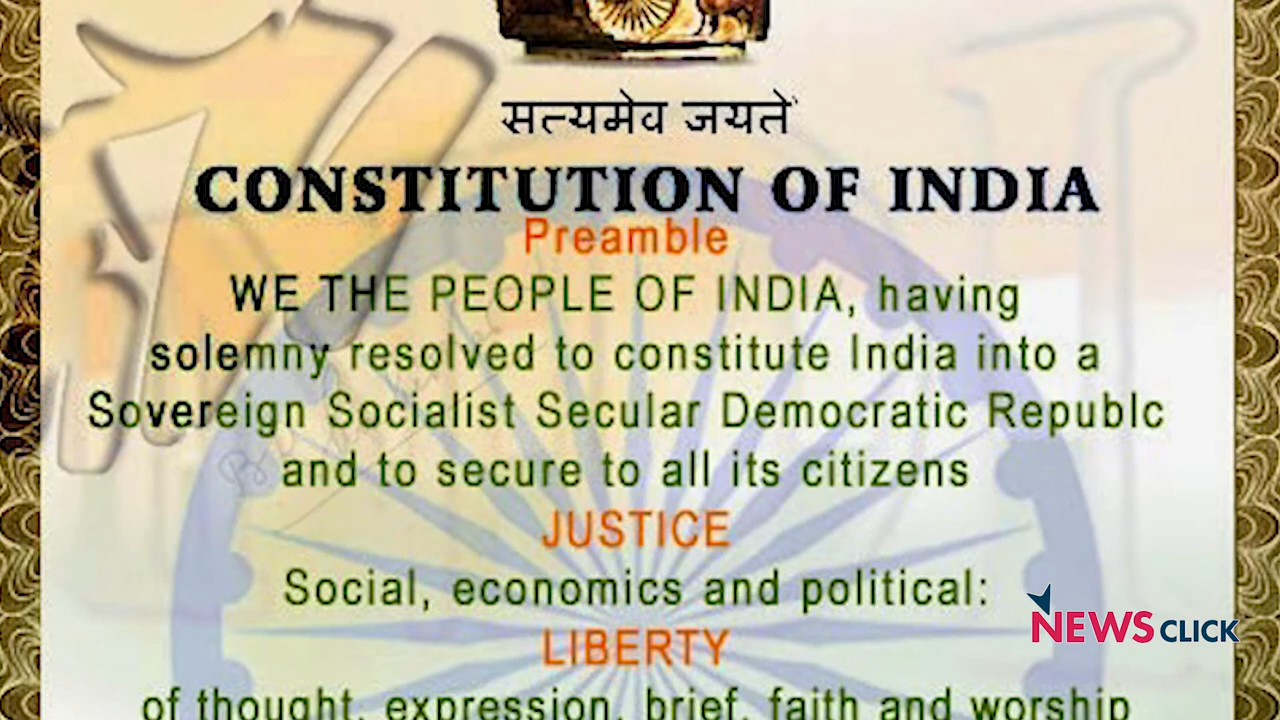 सत्यमेव जयते
CONSTITUTION OF INDIA
Preamble
WE THE PEOPLE OF INDIA, having
solemny resolved to constitute India into a
Sovereign Socialist Secular Democratic Republc
and to secure to all its citizens
JUSTICE
Social, economics and political:
LIBERTY
of thought, expression, brief, faith and worship
NEWSCLICK